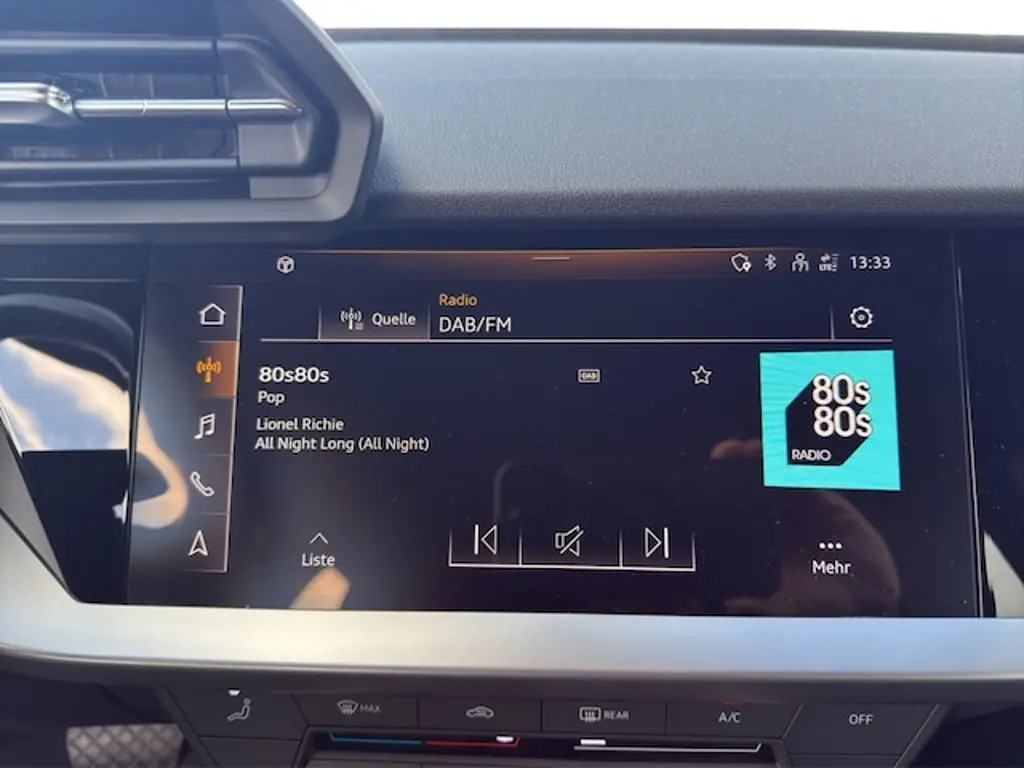 LTE
13:33
Quelle
Radio
DAB/FM
80s80s
DAB
Pop
Lionel Richie
All Night Long (All Night)
80s
80s
RADIO
Liste
Mehr
MAX
REAR
A/C
OFF